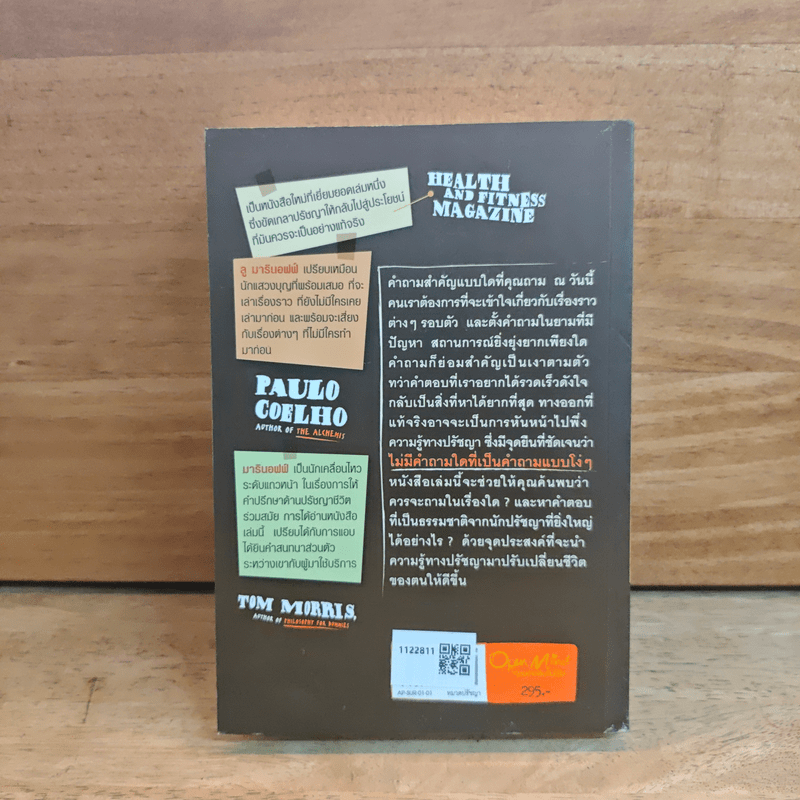 เป็นหนังสือใหม่ที่เยี่ยมยอดเล่มหนึ่ง
ซึ่งขัดเกลาปรัชญาให้กลับไปสู่ประโยชน์
ที่มันควรจะเป็นอย่างแท้จริง
HEALTH
AND FITNESS
MAGAZINE
ลู มารินอฟฟ์ เปรียบเหมือน
นักแสวงบุญที่พร้อมเสมอ ที่จะ
เล่าเรื่องราว ที่ยังไม่มีใครเคย
เล่ามาก่อน และพร้อมจะเสี่ยง
กับเรื่องต่างๆ ที่ไม่มีใครทำ
มาก่อน
PAULO
COELHO
AUTHOR OF THE ALCHEMIS
มารินอฟฟ์ เป็นนักเคลื่อนไหว
ระดับแถวหน้า ในเรื่องการให้
คำปรึกษาด้านปรัชญาชีวิต
ร่วมสมัย การได้อ่านหนังสือ
เล่มนี้ เปรียบได้กับการแอบ
ได้ยินคำสนทนาส่วนตัว
ระหว่างเขากับผู้มาใช้บริการ
TOM MORRIS,
AUTHOR OF PHILOSOPHY FOR DUMMIES
คำถามสำคัญแบบใดที่คุณถาม ณ วันนี้
คนเราต้องการที่จะเข้าใจเกี่ยวกับเรื่องราว
ต่างๆ รอบตัว และตั้งคำถามในยามที่มี
ปัญหา สถานการณ์ยิ่งยุ่งยากเพียงใด
คำถามก็ย่อมสำคัญเป็นเงาตามตัว
ทว่าคำตอบที่เราอยากได้รวดเร็วดังใจ
กลับเป็นสิ่งที่หาได้ยากที่สุด ทางออกที่
แท้จริงอาจจะเป็นการหันหน้าไปพึ่ง
ความรู้ทางปรัชญา ซึ่งมีจุดยืนที่ชัดเจนว่า
ไม่มีคำถามใดที่เป็นคำถามแบบโง่ๆ
หนังสือเล่มนี้จะช่วยให้คุณค้นพบว่า
ควรจะถามในเรื่องใด ? และหาคำตอบ
ที่เป็นธรรมชาติจากนักปรัชญาที่ยิ่งใหญ่
ได้อย่างไร ? ด้วยจุดประสงค์ที่จะนำ
ความรู้ทางปรัชญามาปรับเปลี่ยนชีวิต
ของตนให้ดีขึ้น
1122811
หมวดปรัชญา
Open Mind
295.-